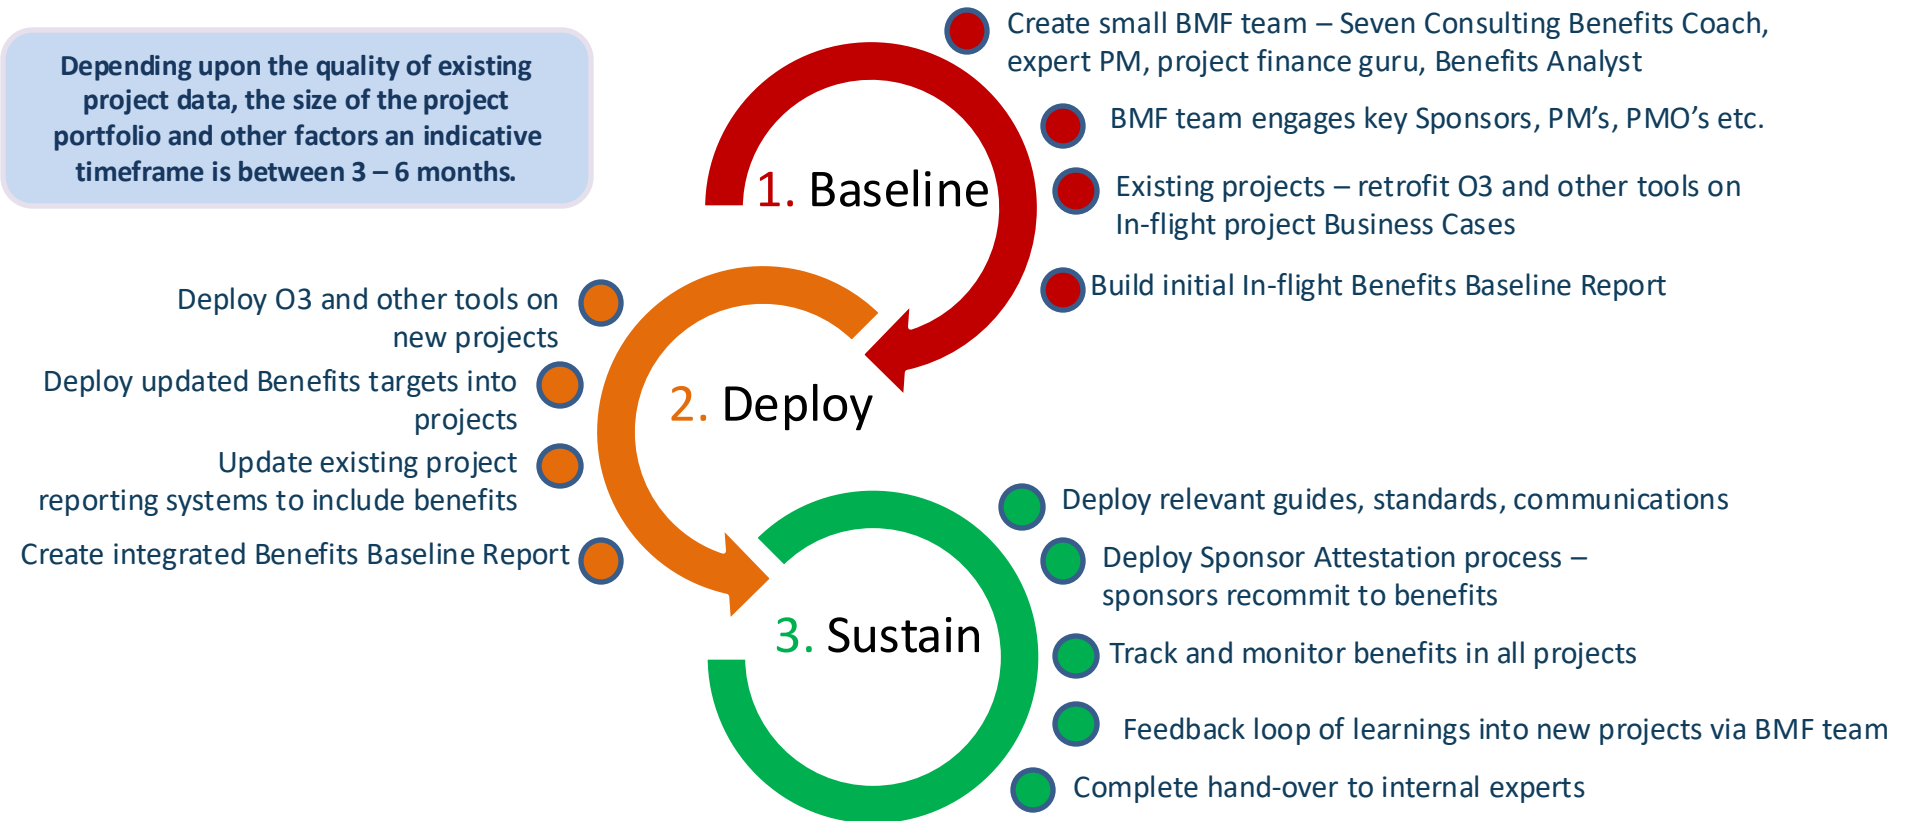 Depending upon the quality of existing
project data, the size of the project
portfolio and other factors an indicative
timeframe is between 3 – 6 months.
1. Baseline
Create small BMF team – Seven Consulting Benefits Coach,
expert PM, project finance guru, Benefits Analyst
BMF team engages key Sponsors, PM’s, PMO’s etc.
Existing projects – retrofit O3 and other tools on
In-flight project Business Cases
Build initial In-flight Benefits Baseline Report
2. Deploy
Deploy O3 and other tools on
new projects
Deploy updated Benefits targets into
projects
Update existing project
reporting systems to include benefits
Create integrated Benefits Baseline Report
3. Sustain
Deploy relevant guides, standards, communications
Deploy Sponsor Attestation process –
sponsors recommit to benefits
Track and monitor benefits in all projects
Feedback loop of learnings into new projects via BMF team
Complete hand-over to internal experts